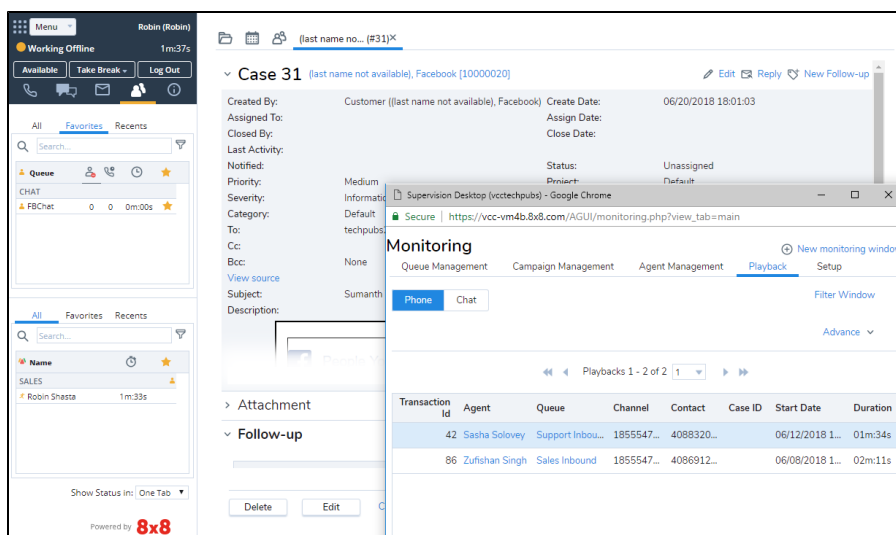 Menu
Robin (Robin)
Working Offline 1m:37s
Available Take Break Log Out
All Favorites Recents
Search...
Queue
CHAT
FBChat 0 0 0m:00s
All Favorites Recents
Search...
Name
SALES
Robin Shasta 1m:33s
Show Status in: One Tab
Powered by 8x8
(last name no... (#31)×
Case 31 (last name not available), Facebook [10000020]
Edit Reply New Follow-up
Created By: Customer ((last name not available), Facebook) Create Date: 06/20/2018 18:01:03
Assigned To: Assign Date:
Closed By: Close Date:
Last Activity:
Notified: Status: Unassigned
Priority: Medium Project: Default
Severity:
Category: Default
To:
Cc:
Bcc: None
View source
Subject: Sumanth
Description:
Attachment
Follow-up
Delete Edit
Supervision Desktop (vcctechpubs) - Google Chrome
Secure | https://vcc-vm4b.8x8.com/AGUI/monitoring.php?view_tab=main
Monitoring
New monitoring window
Queue Management Campaign Management Agent Management Playback Setup
Phone Chat
Filter Window
Advance
Playbacks 1 - 2 of 2 1
Transaction Id Agent Queue Channel Contact Case ID Start Date Duration
42 Sasha Solovey Support Inbou... 1855547... 4088320... 06/12/2018 1... 01m:34s
86 Zufishan Singh Sales Inbound 1855547... 4086912... 06/08/2018 1... 02m:11s